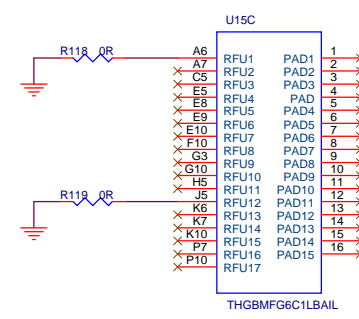 U15C
R118 0R A6 RFU1 PAD1 1
A7 RFU2 PAD2 2
C5 RFU3 PAD3 3
E5 RFU4 PAD 4
E8 RFU5 PAD4 5
E9 RFU6 PAD5 6
E10 RFU7 PAD6 7
F10 RFU8 PAD7 8
G3 RFU9 PAD8 9
G10 RFU10 PAD9 10
H5 RFU11 PAD10 11
R119 0R J5 RFU12 PAD11 12
K6 RFU13 PAD12 13
K7 RFU14 PAD13 14
K10 RFU15 PAD14 15
P7 RFU16 PAD15 16
P10 RFU17
THGBMFG6C1LBAIL